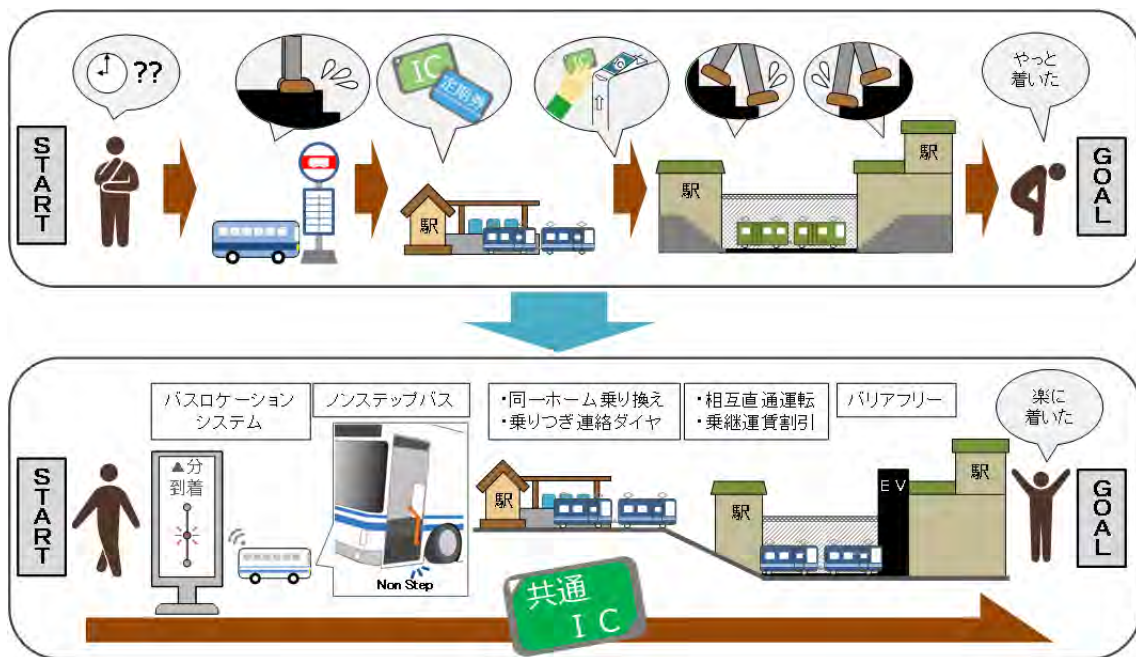 START
??
IC
定期券
IC
駅
駅
駅
やっと
着いた
GOAL
START
バスロケーション
システム
▲分
到着
ノンステップバス
Non Step
・同一ホーム乗り換え
・乗りつぎ連絡ダイヤ
駅
・相互直通運転
・乗継運賃割引
駅
バリアフリー
EV
駅
楽に
着いた
GOAL
共通
IC